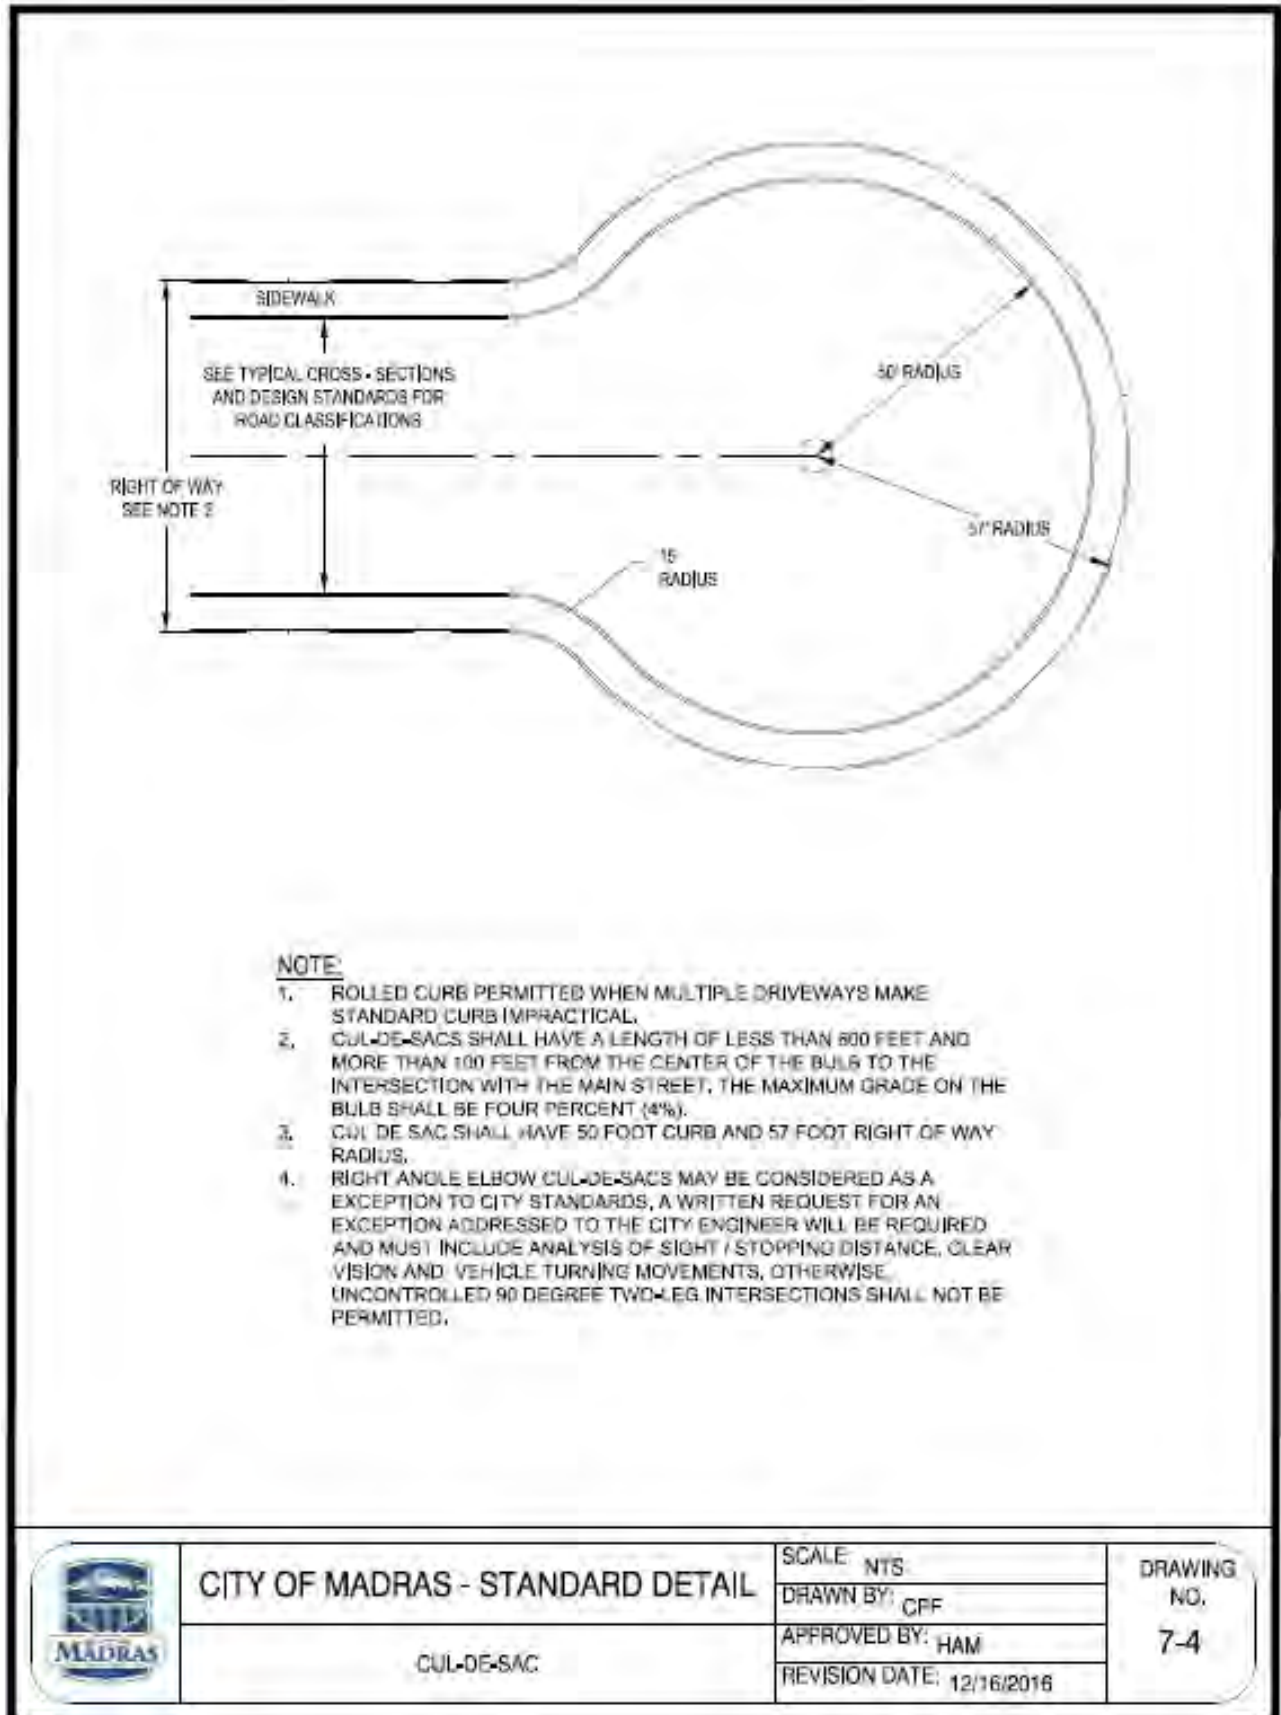 SIDEWALK
SEE TYPICAL CROSS - SECTIONS
AND DESIGN STANDARDS FOR
ROAD CLASSIFICATIONS
50' RADIUS
RIGHT OF WAY
SEE NOTE
57' RADIUS
15
RADIUS
NOTE:
1. ROLLED CURB PERMITTED WHEN MULTIPLE DRIVEWAYS MAKE
STANDARD CURB IMPRACTICAL.
2. CUL-DE-SACS SHALL HAVE A LENGTH OF LESS THAN FEET AND
MORE THAN 100 FEET FROM THE CENTER OF THE BULB TO THE
INTERSECTION WITH THE MAIN STREET. THE MAXIMUM GRADE ON THE
BULB SHALL BE FOUR PERCENT (4%).
3. CUL DE SAC SHALL HAVE 50 FOOT CURB AND 57 FOOT RIGHT OF WAY
RADIUS.
4. RIGHT ANGLE ELBOW CUL-DE-SACS MAY BE CONSIDERED AS A
EXCEPTION TO CITY STANDARDS, A WRITTEN REQUEST FOR AN
EXCEPTION ADDRESSED TO THE CITY ENGINEER WILL BE REQUIRED
AND MUST INCLUDE ANALYSIS OF SIGHT / STOPPING DISTANCE, CLEAR
VISION AND VEHICLE TURNING MOVEMENTS, OTHERWISE,
UNCONTROLLED 90 DEGREE TWO-LEG INTERSECTIONS SHALL NOT BE
PERMITTED.
MADRAS
CITY OF MADRAS - STANDARD DETAIL
CUL-DE-SAC
SCALE: NTS
DRAWN BY: CPF
APPROVED BY: HAM
REVISION DATE: 12/16/2016
DRAWING
NO.
7-4